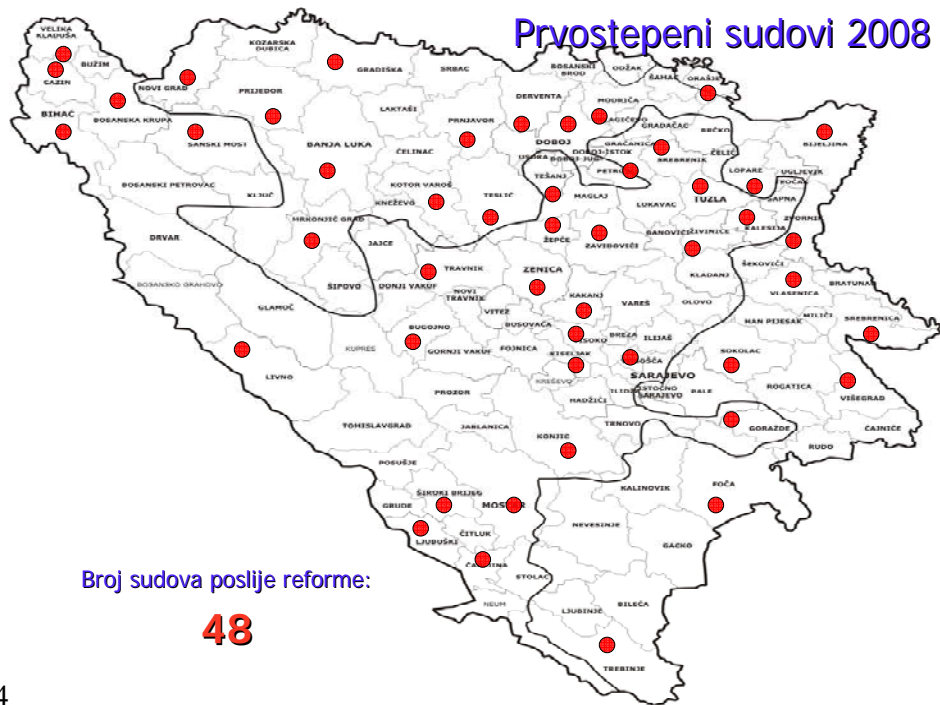 Prvostepeni sudovi 2008
VELIKA
KLADUŠA
BUŽIM
CAZIN
NOVI GRAD
KOZARSKA
DUBICA
GRADIŠKA
SRBAC
BOSANSKI
BROD
ODŽAK
ŠAMAC
ORAŠJE
BIHAĆ
BOSANSKA KRUPA
PRIJEDOR
LAKTAŠI
DERVENTA
MODRIČA
PRNJAVOR
DOBOJ
GRADAČAC
BRČKO
BIJELJINA
SANSKI MOST
BANJA LUKA
ČELINAC
DOBOJ-ISTOK
GRAČANICA
SREBRENIK
ČELIĆ
USORA
DOBOJ JUG
LOPARE
UGLJEVIK
BOSANSKI PETROVAC
KLJUČ
KOTOR VAROŠ
KNEŽEVO
TESLIĆ
TEŠANJ
MAGLAJ
LUKAVAC
TUZLA
SAPNA
ZVORNIK
MRKONJIĆ GRAD
DRVAR
JAJCE
ŽEPČE
ZAVIDOVIĆI
BANOVIĆI
ŽIVINICE
KALESIJA
BOSANSKO GRAHOVO
ŠIPOVO
DONJI VAKUF
TRAVNIK
ZENICA
KLADANJ
ŠEKOVIĆI
VLASENICA
BRATUNAC
GLAMOČ
NOVI
TRAVNIK
VITEZ
KAKANJ
VAREŠ
OLOVO
MILIĆI
HAN PIJESAK
SREBRENICA
BUGOJNO
BUSOVAČA
KUPRES
GORNJI VAKUF
FOJNICA
KISELJAK
BREZA
ILIJAŠ
SOKOLAC
LIVNO
KREŠEVO
SARAJEVO
ISTOČNO
SARAJEVO
PALE
ROGATICA
VIŠEGRAD
PROZOR
HADŽIĆI
ILIDŽA
TRNOVO
GORAŽDE
ČAJNIČE
TOMISLAVGRAD
JABLANICA
KONJIC
RUDO
POSUŠJE
KALINOVIK
FOČA
ŠIROKI BRIJEG
GRUDE
NEVESINJE
GACKO
LJUBUŠKI
ČITLUK
STOLAC
NEUM
LJUBINJE
BILEĆA
TREBINJE
Broj sudova poslije reforme:
48
4